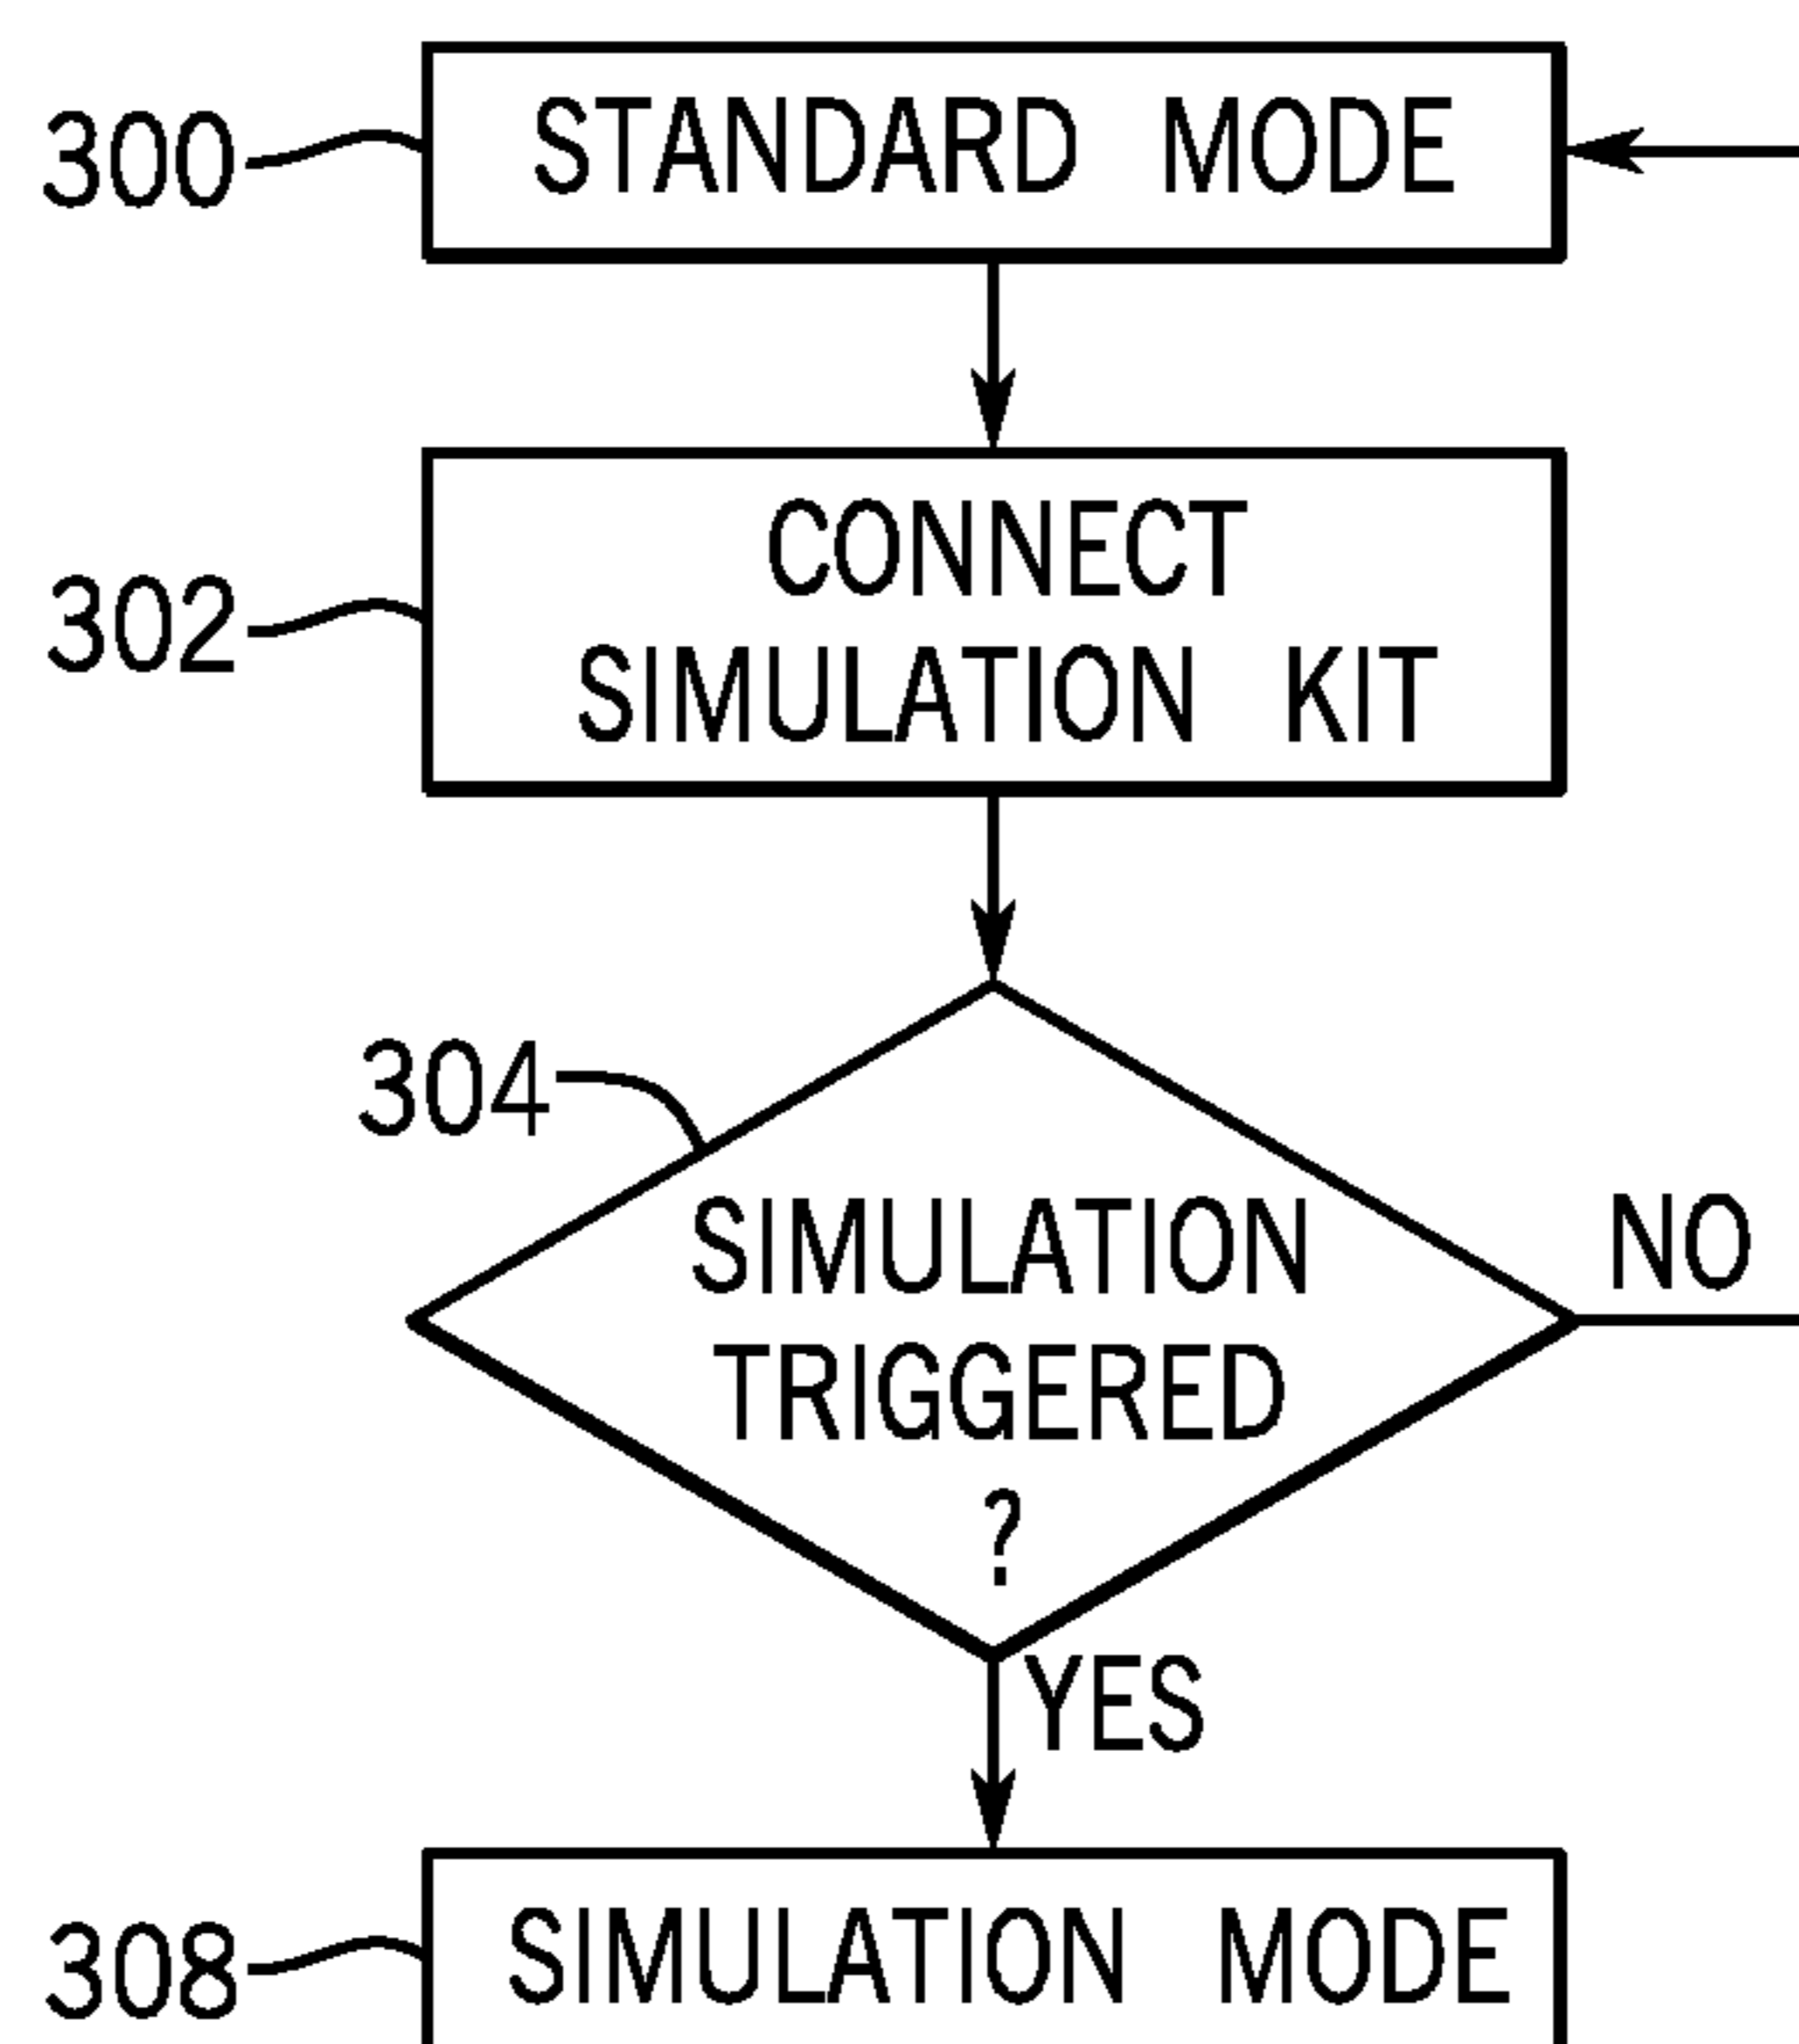 300
STANDARD MODE
302
CONNECT
SIMULATION KIT
304
SIMULATION
TRIGGERED
?
NO
YES
308
SIMULATION MODE